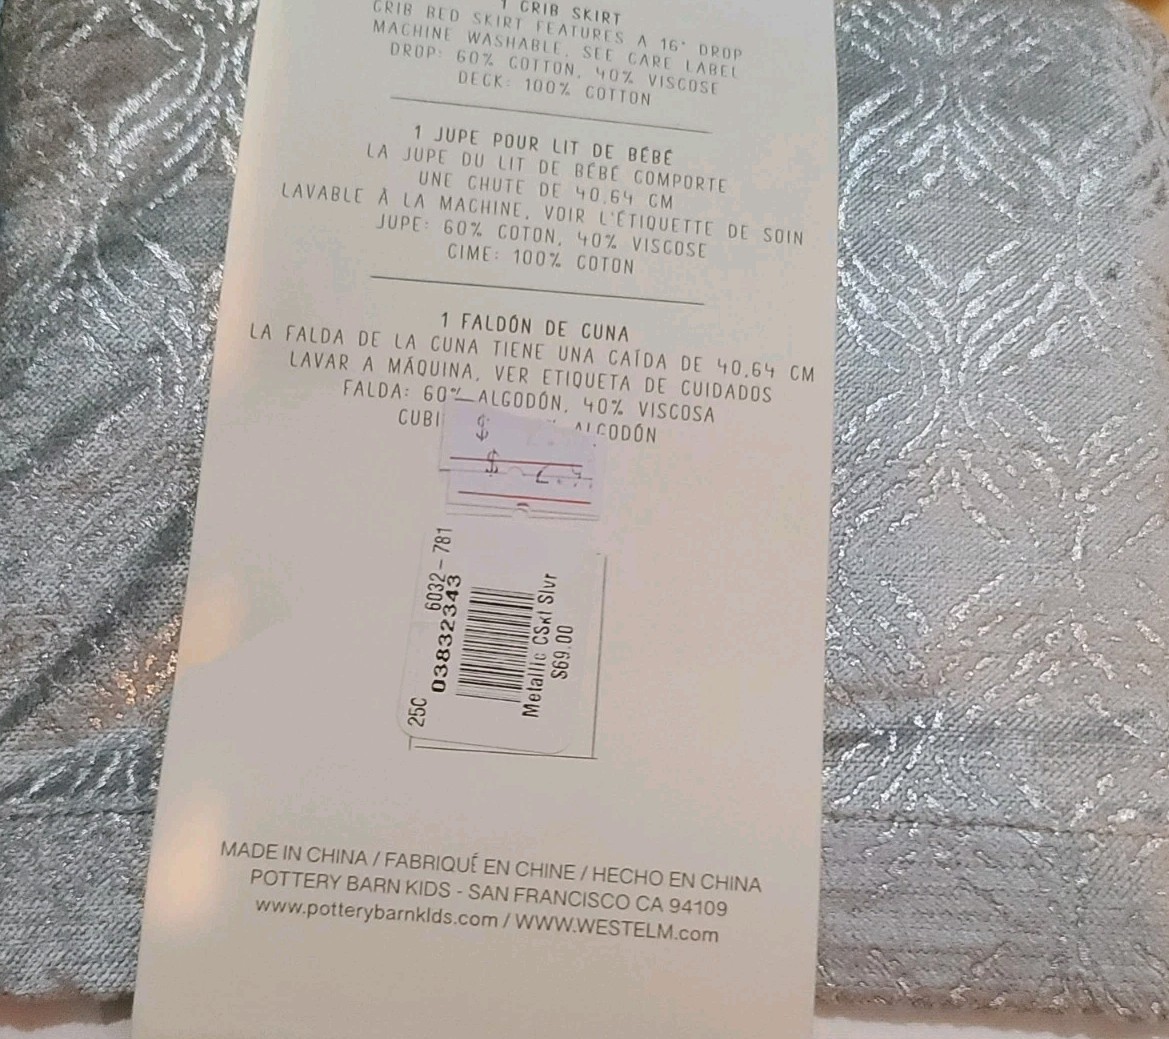 1 CRIB SKIRT
CRIB BED SKIRT FEATURES A 16" DROP
MACHINE WASHABLE. SEE CARE LABEL
DROP: 60% COTTON, 40% VISCOSE
DECK: 100% COTTON
1 JUPE POUR LIT DE BÉBÉ
LA JUPE DU LIT DE BÉBÉ COMPORTE
UNE CHUTE DE 40.64 CM
LAVABLE À LA MACHINE, VOIR L'ÉTIQUETTE DE SOIN
JUPE: 60% COTON, 40% VISCOSE
CIME: 100% COTON
1 FALDÓN DE CUNA
LA FALDA DE LA CUNA TIENE UNA CAÍDA DE 40.64 CM
LAVAR A MÁQUINA, VER ETIQUETA DE CUIDADOS
FALDA: 60% ALGODÓN, 40% VISCOSA
CUBI % ALGODÓN
$
$
25C 6032-781
03832343
Metallic CSkt Slvr
$69.00
MADE IN CHINA / FABRIQUÉ EN CHINE / HECHO EN CHINA
POTTERY BARN KIDS - SAN FRANCISCO CA 94109
www.potterybarnkids.com / WWW.WESTELM.com